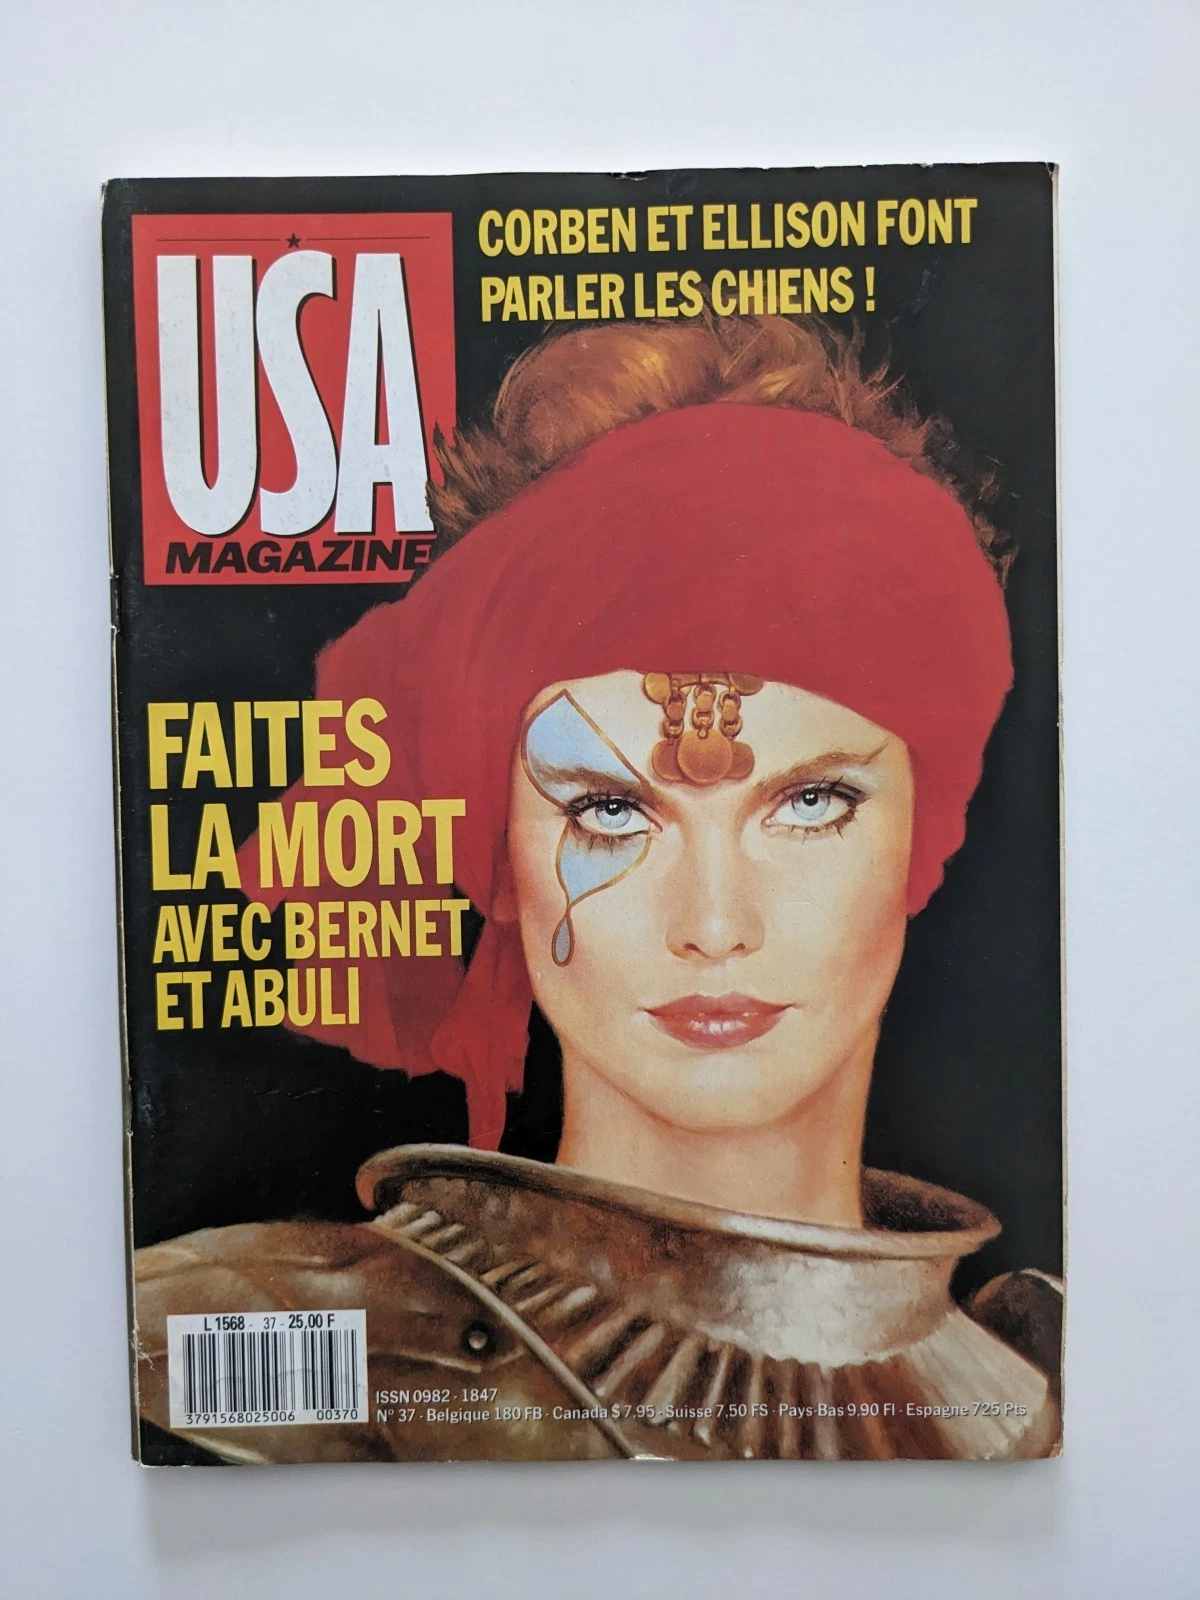 USA
MAGAZINE
CORBEN ET ELLISON FONT
PARLER LES CHIENS !
FAITES
LA MORT
AVEC BERNET
ET ABULI
L 1568 - 37 - 25,00 F
3791568025006 00370
ISSN 0982 - 1847
N° 37 - Belgique 180 FB - Canada $ 7,95 - Suisse 7,50 FS - Pays-Bas 9,90 Fl - Espagne 725 Pts